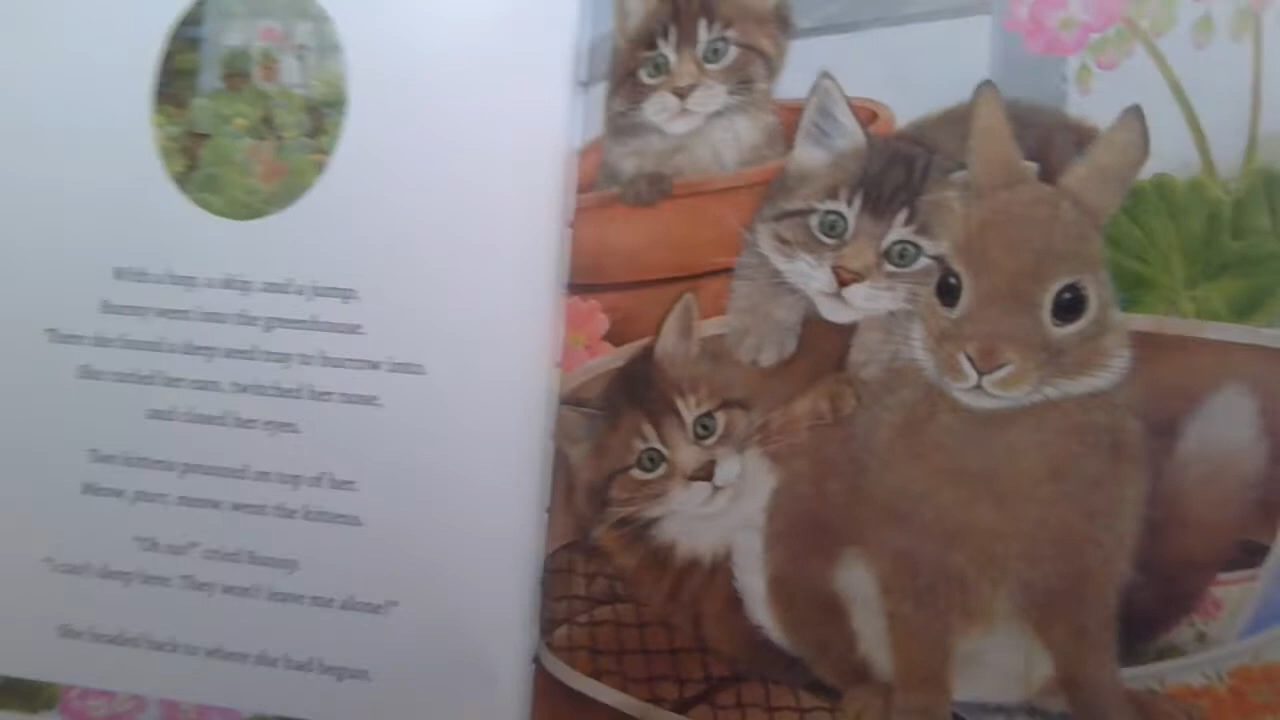 With a hop, a skip, and a jump,
Bunny went into the greenhouse.
There she found a deep and tray to burrow into.
She curled her ears, twitched her nose,
and closed her eyes.
Two kittens pounced on top of her.
Meow, purr, meow went the kittens.
"Oh no!" cried Bunny.
"I can't sleep here. They won't leave me alone!"
She headed back to where she had begun.